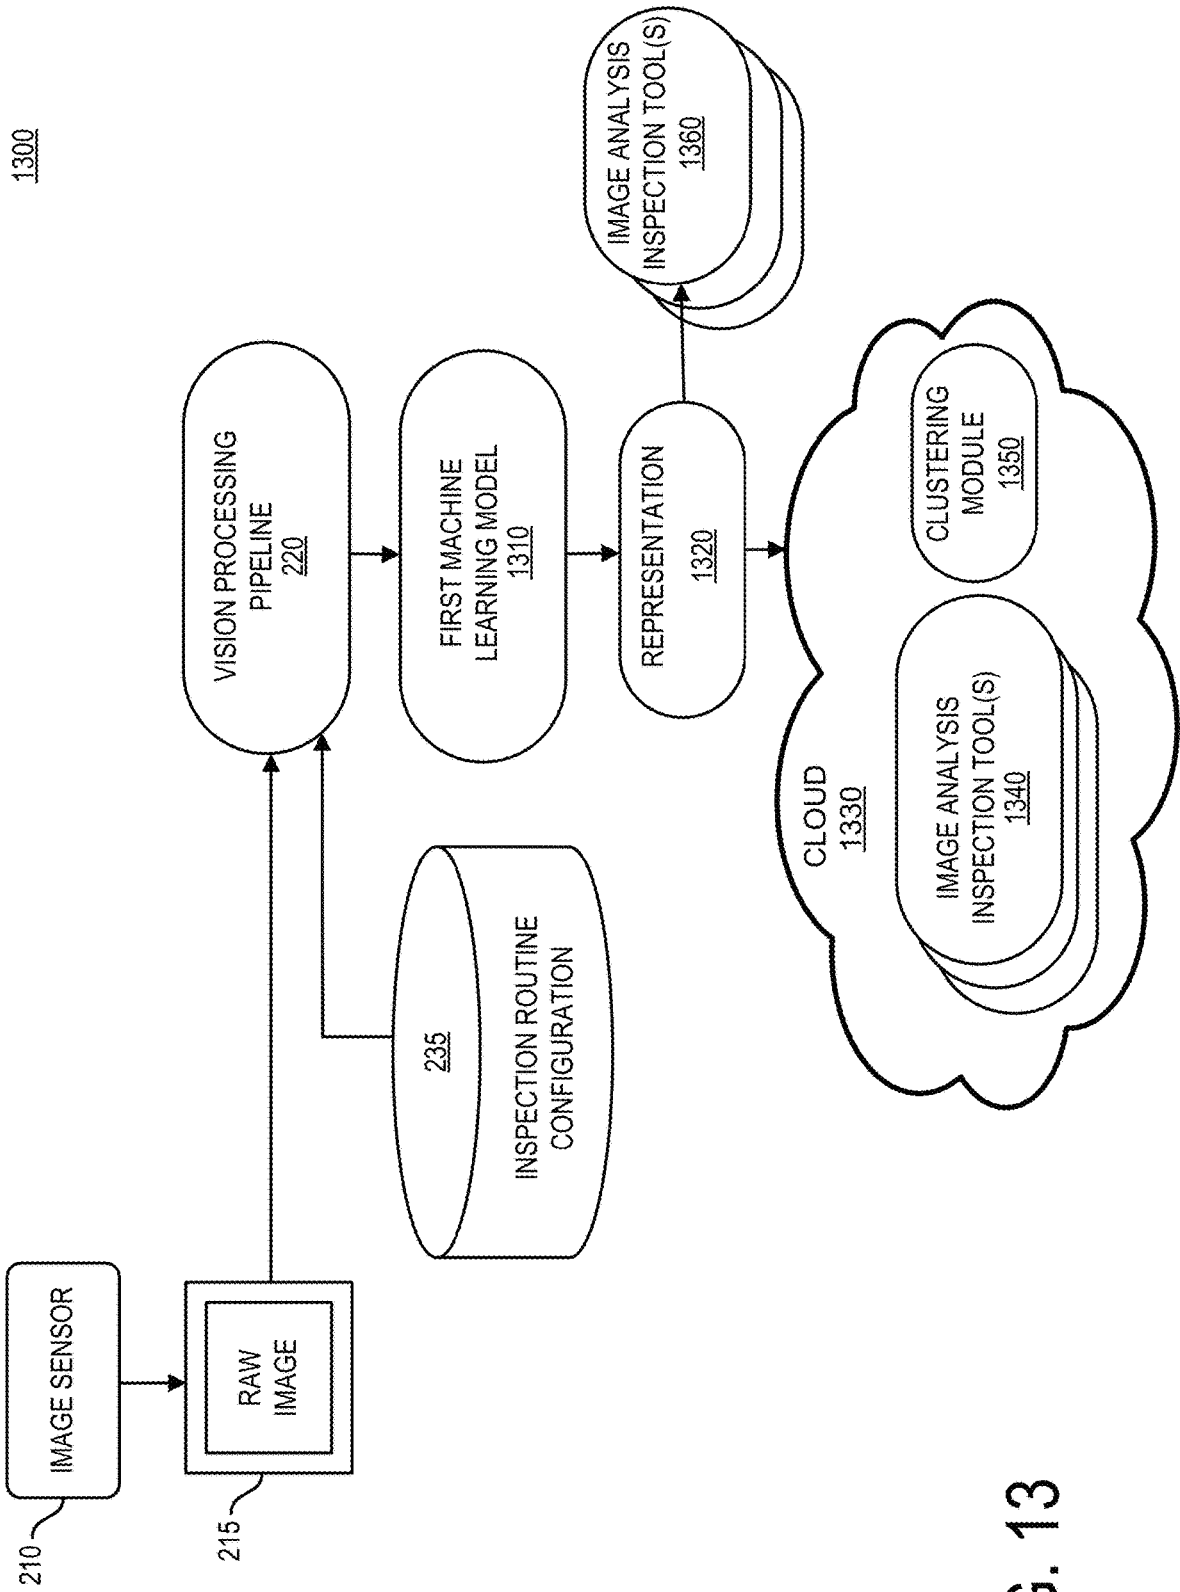 1300
IMAGE SENSOR
210
RAW
IMAGE
215
VISION PROCESSING
PIPELINE
220
235
INSPECTION ROUTINE
CONFIGURATION
FIRST MACHINE
LEARNING MODEL
1310
REPRESENTATION
1320
IMAGE ANALYSIS
INSPECTION TOOL(S)
1360
CLOUD
1330
IMAGE ANALYSIS
INSPECTION TOOL(S)
1340
CLUSTERING
MODULE
1350
G. 13